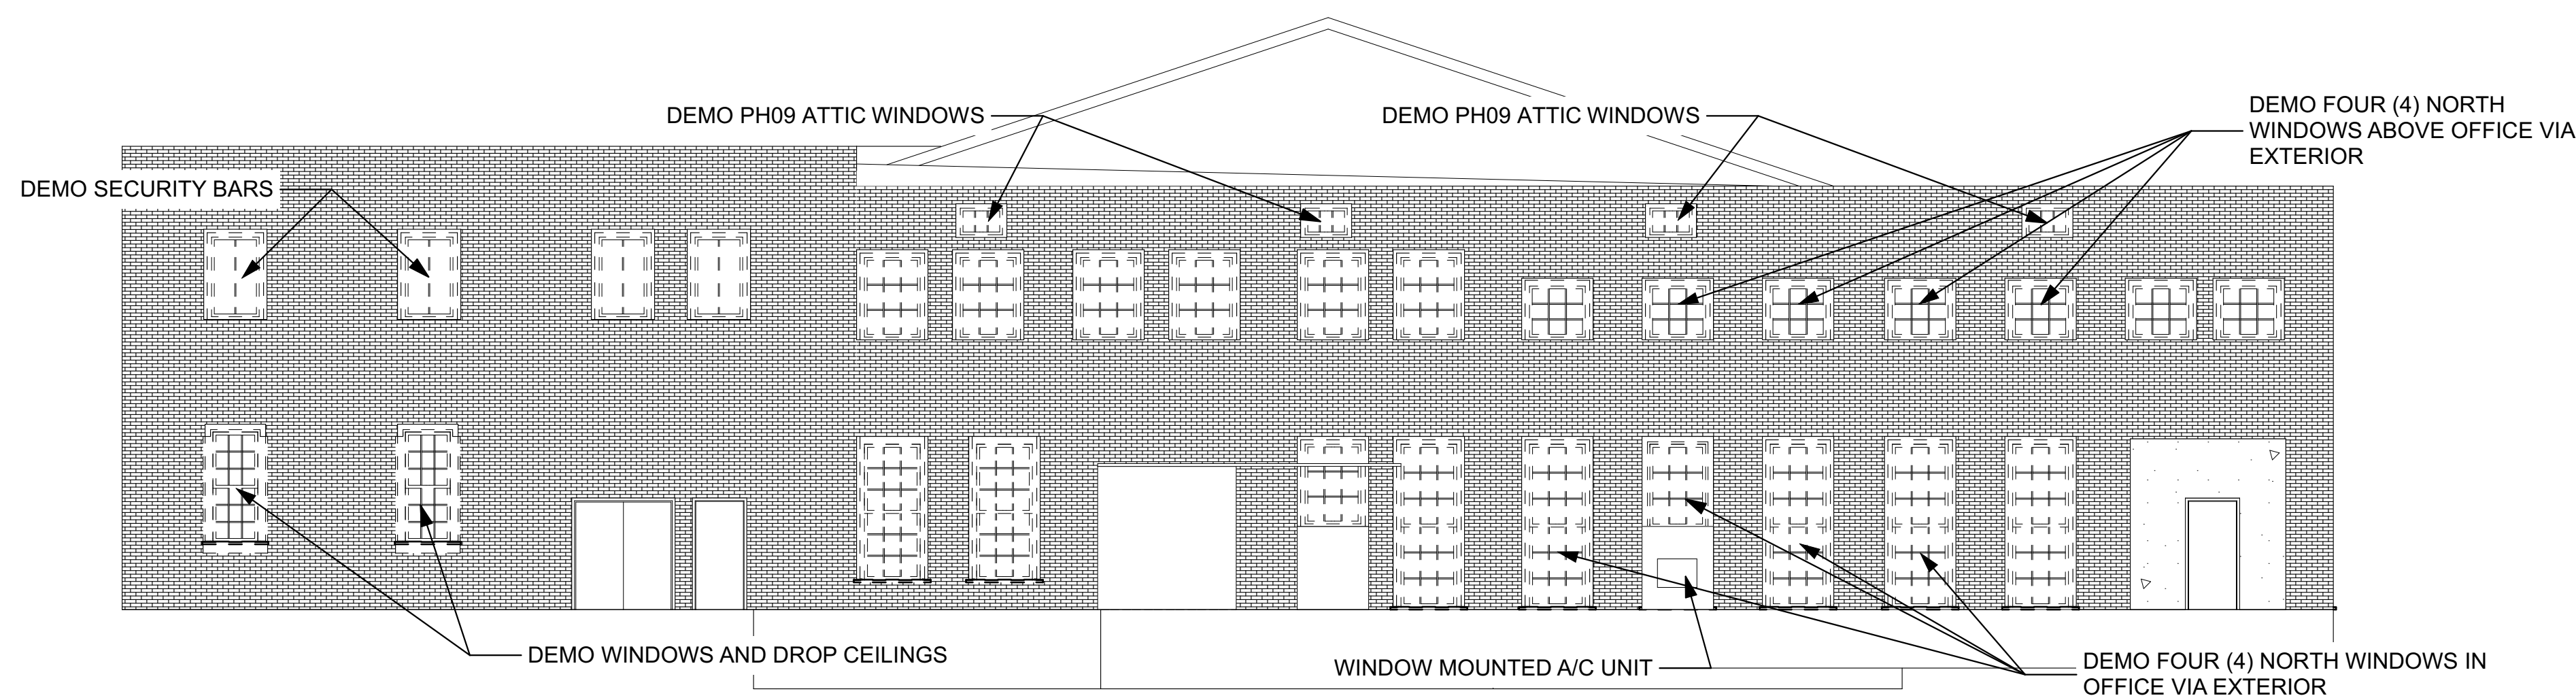 DEMO PH09 ATTIC WINDOWS
DEMO PH09 ATTIC WINDOWS
DEMO FOUR (4) NORTH
WINDOWS ABOVE OFFICE VIA
EXTERIOR
DEMO SECURITY BARS
DEMO WINDOWS AND DROP CEILINGS
WINDOW MOUNTED A/C UNIT
DEMO FOUR (4) NORTH WINDOWS IN
OFFICE VIA EXTERIOR